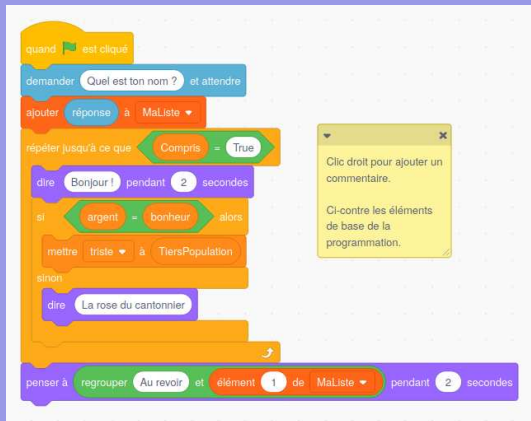 quand est cliqué
demander Quel est ton nom ? et attendre
ajouter réponse à MaListe
répéter jusqu'à ce que Compris = True
dire Bonjour ! pendant 2 secondes
si argent = bonheur alors
mettre triste à TiersPopulation
sinon
dire La rose du cantonnier
penser à regrouper Au revoir et élément 1 de MaListe pendant 2 secondes
Clic droit pour ajouter un
commentaire.
Ci-contre les éléments
de base de la
programmation.